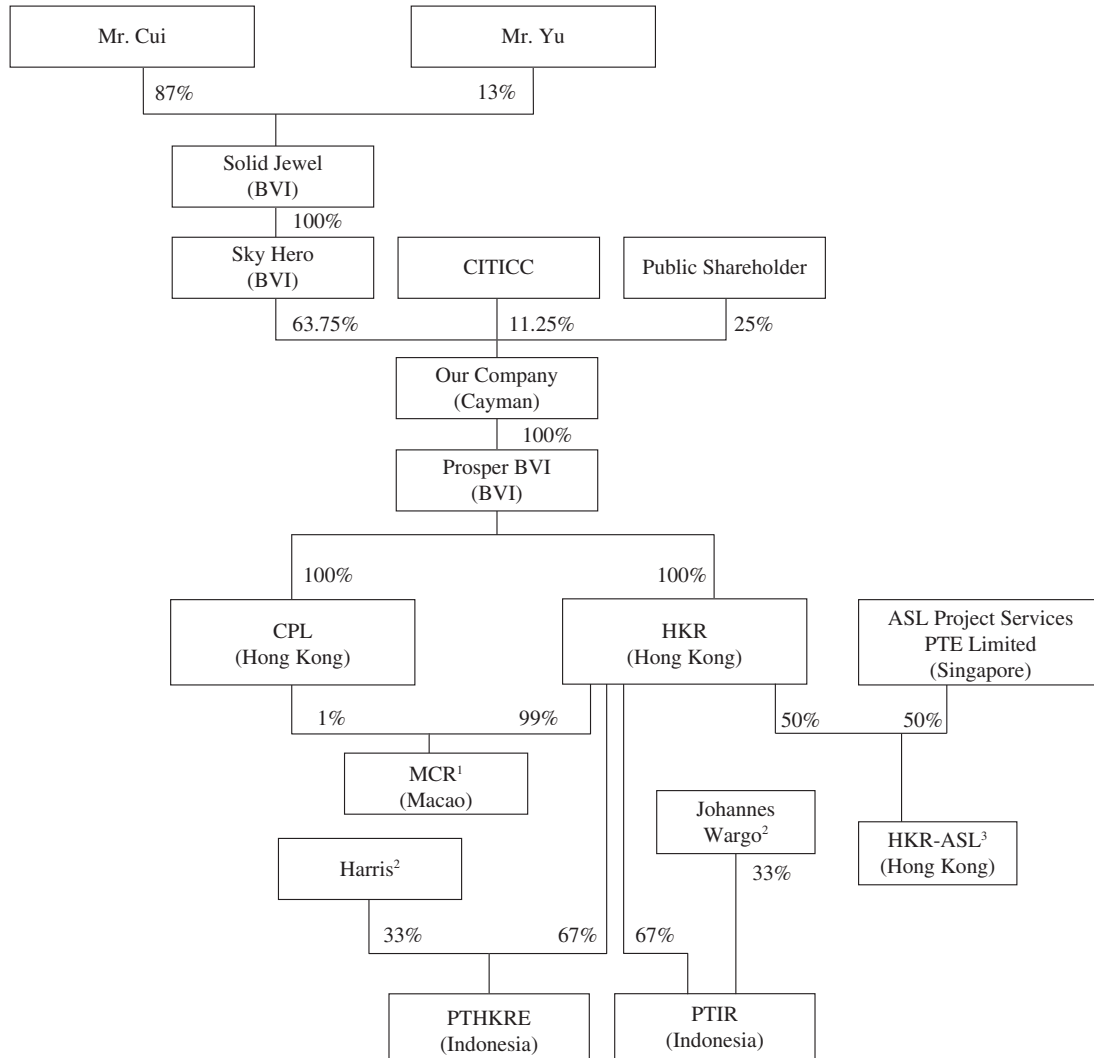 Mr. Cui
Mr. Yu
87%
13%
Solid Jewel
(BVI)
100%
Sky Hero
(BVI)
CITICC
Public Shareholder
63.75%
11.25%
25%
Our Company
(Cayman)
100%
Prosper BVI
(BVI)
100%
100%
CPL
(Hong Kong)
HKR
(Hong Kong)
ASL Project Services
PTE Limited
(Singapore)
1%
99%
50%
50%
MCR¹
(Macao)
Johannes
Wargo²
HKR-ASL³
(Hong Kong)
Harris²
33%
33%
67%
67%
PTHKRE
(Indonesia)
PTIR
(Indonesia)